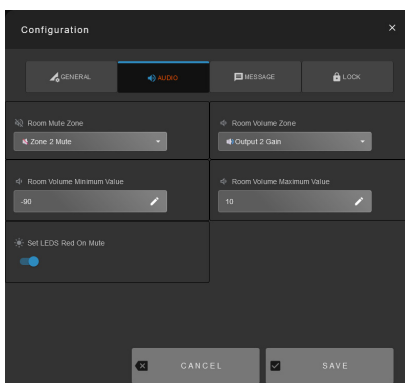 Configuration
GENERAL
AUDIO
MESSAGE
LOCK
Room Mute Zone
Room Volume Zone
Zone 2 Mute
Output 2 Gain
Room Volume Minimum Value
Room Volume Maximum Value
-90
10
Set LEDS Red On Mute
CANCEL
SAVE